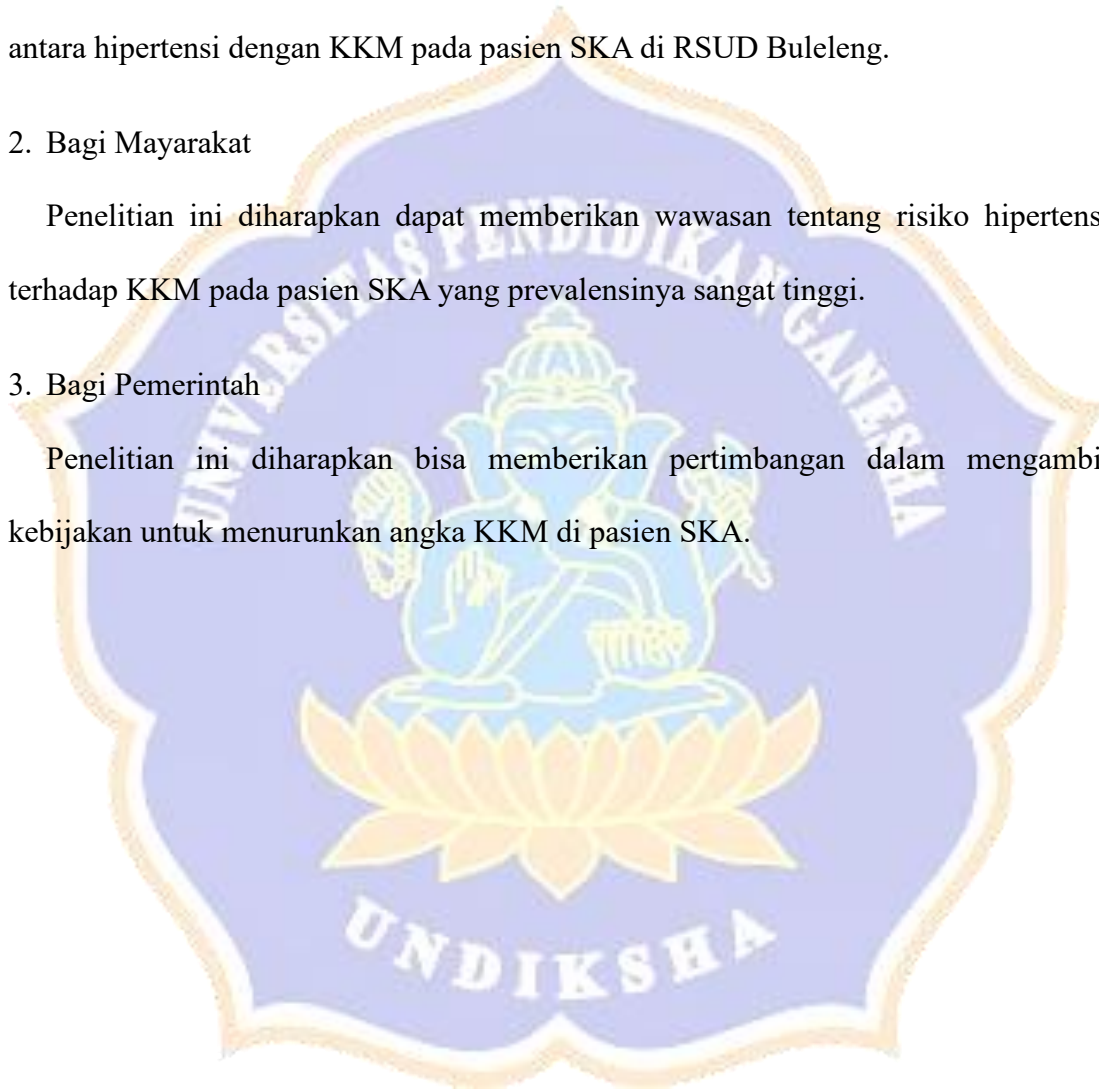 antara hipertensi dengan KKM pada pasien SKA di RSUD Buleleng.
2. Bagi Mayarakat
Penelitian ini diharapkan dapat memberikan wawasan tentang risiko hipertens
terhadap KKM pada pasien SKA yang prevalensinya sangat tinggi.
3. Bagi Pemerintah
Penelitian ini diharapkan bisa memberikan pertimbangan dalam mengambi
kebijakan untuk menurunkan angka KKM di pasien SKA.
UNIVERSITAS PENDIDIKAN GANESHA
UNDIKSHA